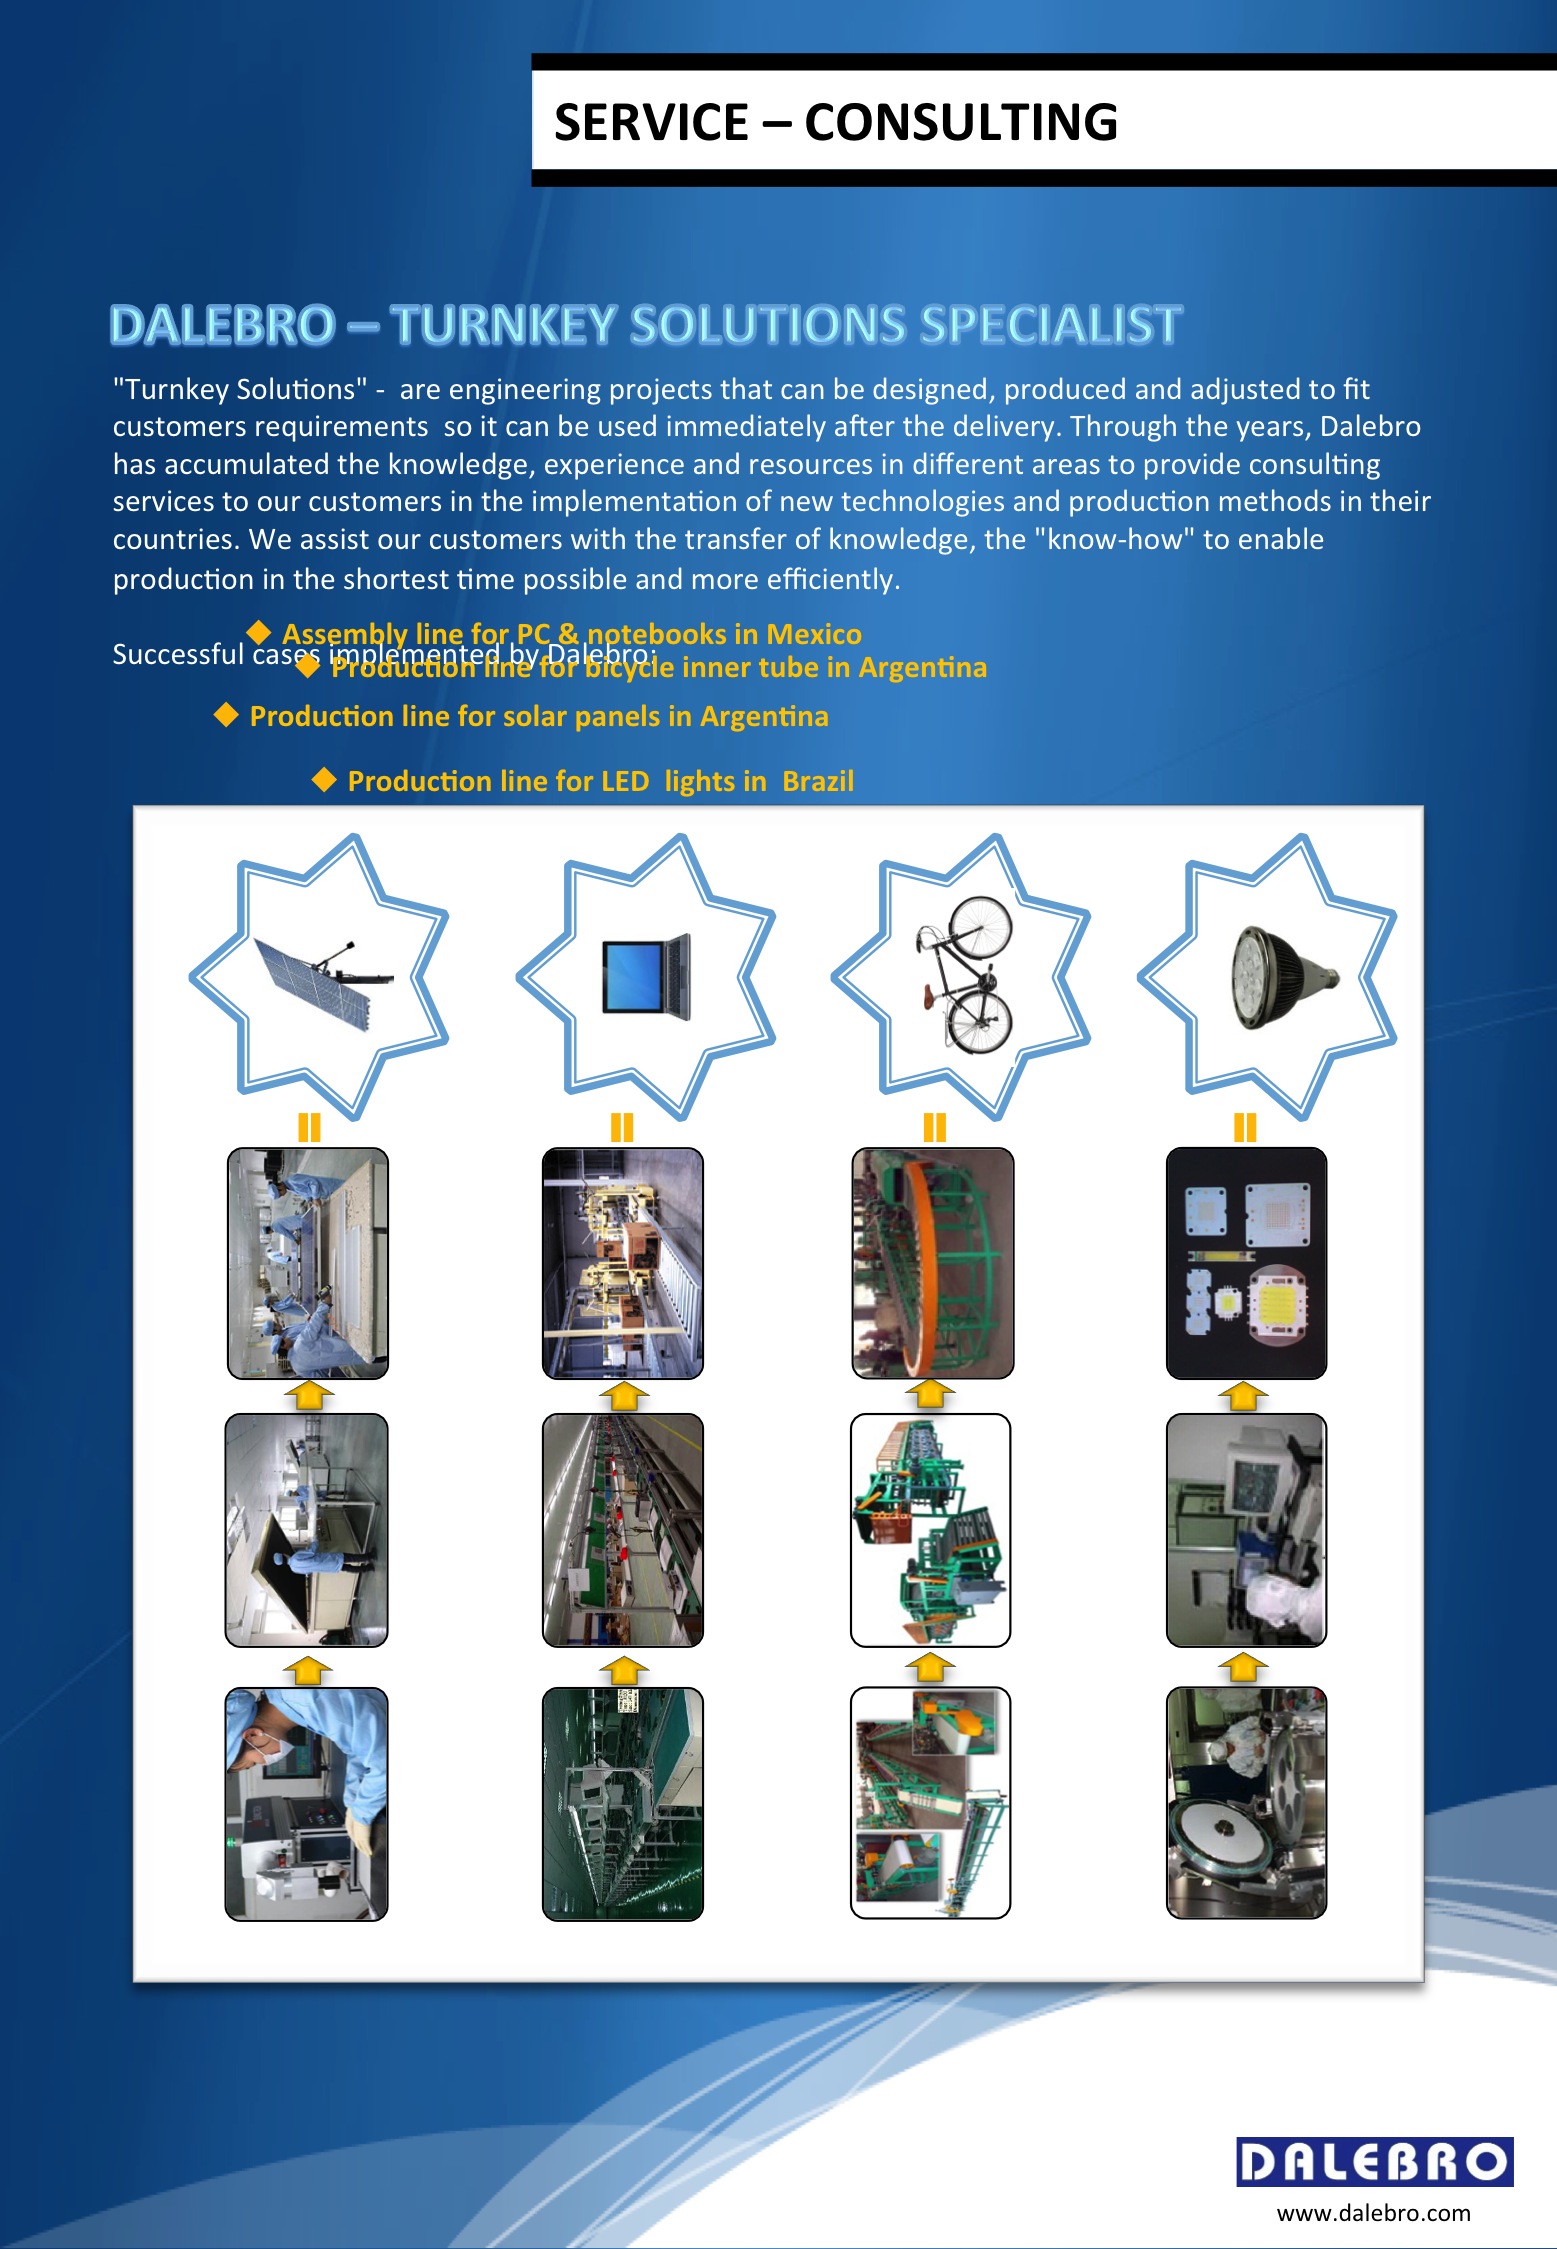 SERVICE – CONSULTING
DALEBRO – TURNKEY SOLUTIONS SPECIALIST
"Turnkey Solutions" -  are engineering projects that can be designed, produced and adjusted to fit
customers requirements  so it can be used immediately after the delivery. Through the years, Dalebro
has accumulated the knowledge, experience and resources in different areas to provide consulting
services to our customers in the implementation of new technologies and production methods in their
countries. We assist our customers with the transfer of knowledge, the "know-how" to enable
production in the shortest time possible and more efficiently.
◆ Assembly line for PC & notebooks in Mexico
Successful cases implemented by Dalebro:
◆ Production line for bicycle inner tube in Argentina
◆ Production line for solar panels in Argentina
◆ Production line for LED  lights in  Brazil
DALEBRO
www.dalebro.com